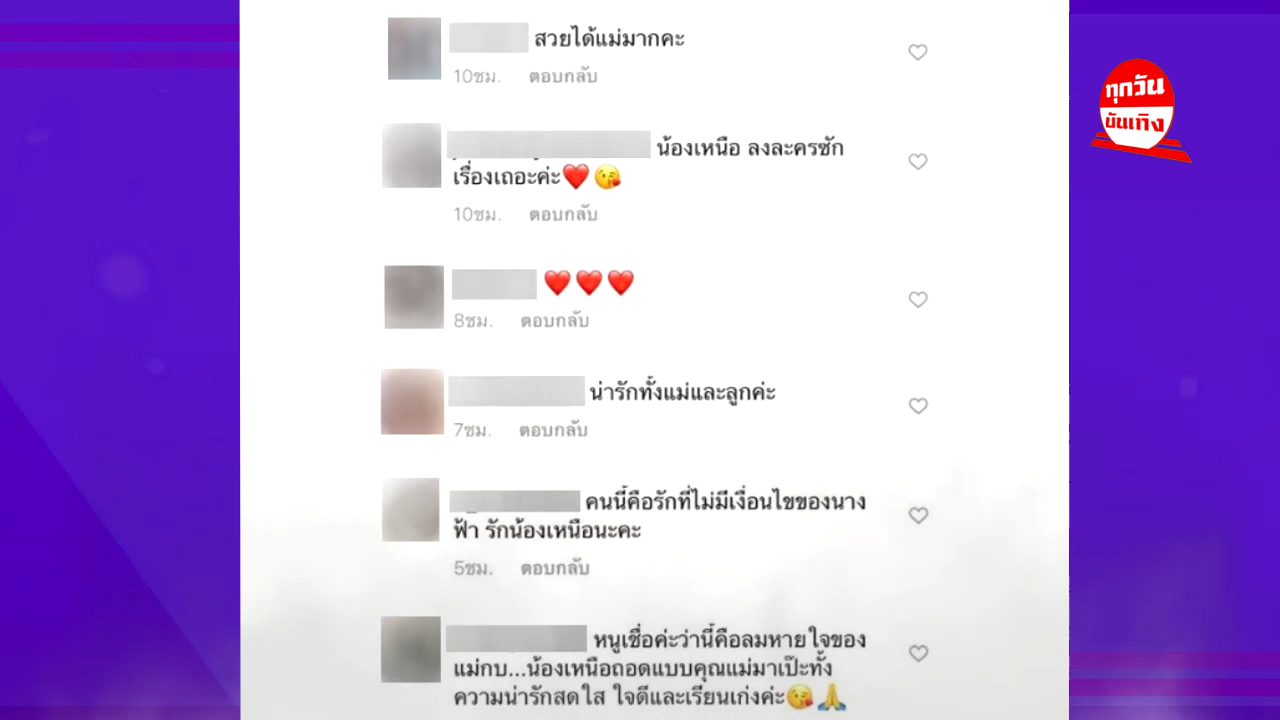 สวยได้แม่มากคะ
10ชม. ตอบกลับ
ทุกวัน
บันเทิง
น้องเหนือ ลงละครซัก
เรื่องเถอะค่ะ❤️😘
10ชม. ตอบกลับ
❤️❤️❤️
8ชม. ตอบกลับ
น่ารักทั้งแม่และลูกค่ะ
7ชม. ตอบกลับ
คนนี้คือรักที่ไม่มีเงื่อนไขของนาง
ฟ้า รักน้องเหนือนะคะ
5ชม. ตอบกลับ
หนูเชื่อค่ะว่านี้คือลมหายใจของ
แม่กบ...น้องเหนือถอดแบบคุณแม่มาเป๊ะทั้ง
ความน่ารักสดใส ใจดีและเรียนเก่งค่ะ😘🙏